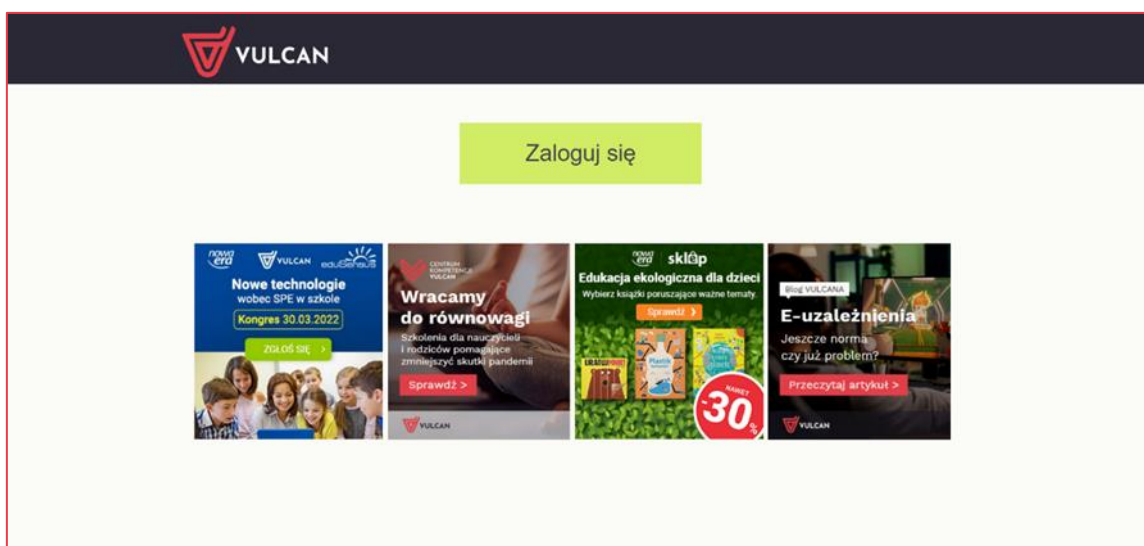 VULCAN
Zaloguj się
nowa era VULCAN eduSensus
Nowe technologie
wobec SPE w szkole
Kongres 30.03.2022
ZGŁOŚ SIĘ >
CENTRUM
KOMPETENCJI
VULCAN
Wracamy
do równowagi
Szkolenia dla nauczycieli
i rodziców pomagające
zmniejszyć skutki pandemii
Sprawdź >
VULCAN
nowa era sklep
Edukacja ekologiczna dla dzieci
Wybierz książki poruszające ważne tematy.
Sprawdź >
Plastik
NAWET
-30%
Blog VULCANA
E-uzależnienia
Jeszcze norma
czy już problem?
Przeczytaj artykuł >
VULCAN